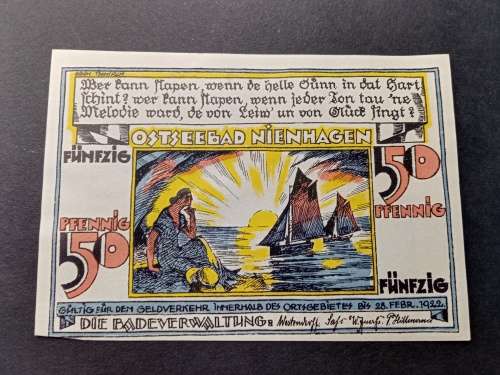 Wer kann slapen, wenn de helle Sünn in dat Hart
schint? wer kann slapen, wenn jeder Ton tau 'ne
Melodie ward, de von Leiw' un von Glück singt?
OSTSEEBAD NIENHAGEN
FÜNFZIG
50
PFENNIG
PFENNIG
50
FÜNFZIG
GÜLTIG FÜR DEN GELDVERKEHR INNERHALB DES ORTSGEBIETES BIS 28. FEBR. 1922.
DIE BADEVERWALTUNG: